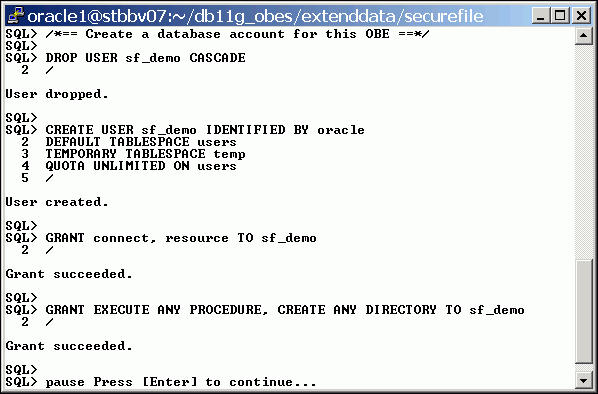 oracle1@stbbv07:~/db11g_obes/extenddata/securefile
SQL> /*== Create a database account for this OBE ==*/
SQL>
SQL> DROP USER sf_demo CASCADE
  2  /

User dropped.

SQL>
SQL> CREATE USER sf_demo IDENTIFIED BY oracle
  2  DEFAULT TABLESPACE users
  3  TEMPORARY TABLESPACE temp
  4  QUOTA UNLIMITED ON users
  5  /

User created.

SQL>
SQL> GRANT connect, resource TO sf_demo
  2  /

Grant succeeded.

SQL>
SQL> GRANT EXECUTE ANY PROCEDURE, CREATE ANY DIRECTORY TO sf_demo
  2  /

Grant succeeded.

SQL>
SQL> pause Press [Enter] to continue...